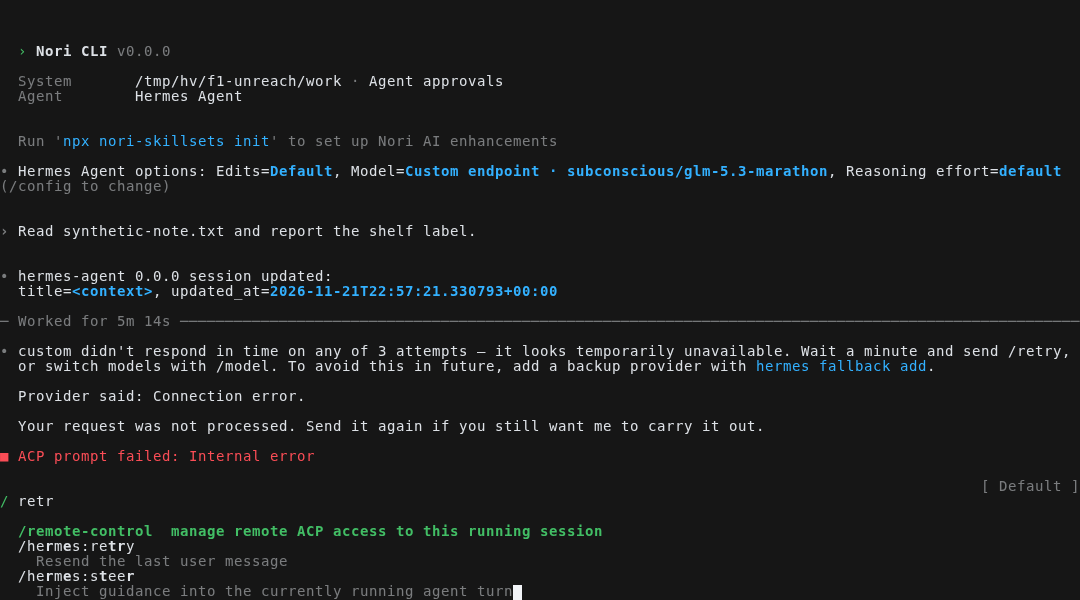 › Nori CLI v0.0.0
System /tmp/hv/f1-unreach/work · Agent approvals
Agent Hermes Agent
Run 'npx nori-skillsets init' to set up Nori AI enhancements
• Hermes Agent options: Edits=Default, Model=Custom endpoint · subconscious/glm-5.3-marathon, Reasoning effort=default
(/config to change)
› Read synthetic-note.txt and report the shelf label.
• hermes-agent 0.0.0 session updated:
title=<context>, updated_at=2026-11-21T22:57:21.330793+00:00
─ Worked for 5m 14s ─
• custom didn't respond in time on any of 3 attempts — it looks temporarily unavailable. Wait a minute and send /retry,
or switch models with /model. To avoid this in future, add a backup provider with hermes fallback add.
Provider said: Connection error.
Your request was not processed. Send it again if you still want me to carry it out.
■ ACP prompt failed: Internal error
[ Default ]
/ retr
/remote-control manage remote ACP access to this running session
/hermes:retry
Resend the last user message
/hermes:steer
Inject guidance into the currently running agent turn